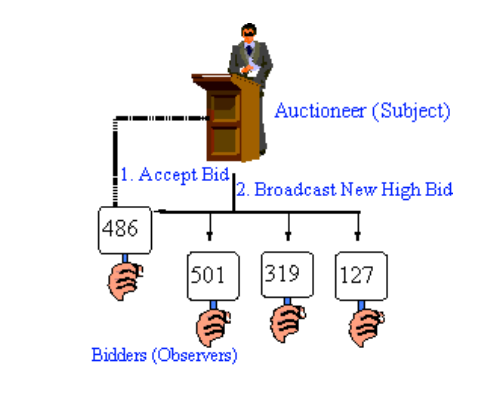 Auctioneer (Subject)
1. Accept Bid
2. Broadcast New High Bid
486
501
319
127
Bidders (Observers)